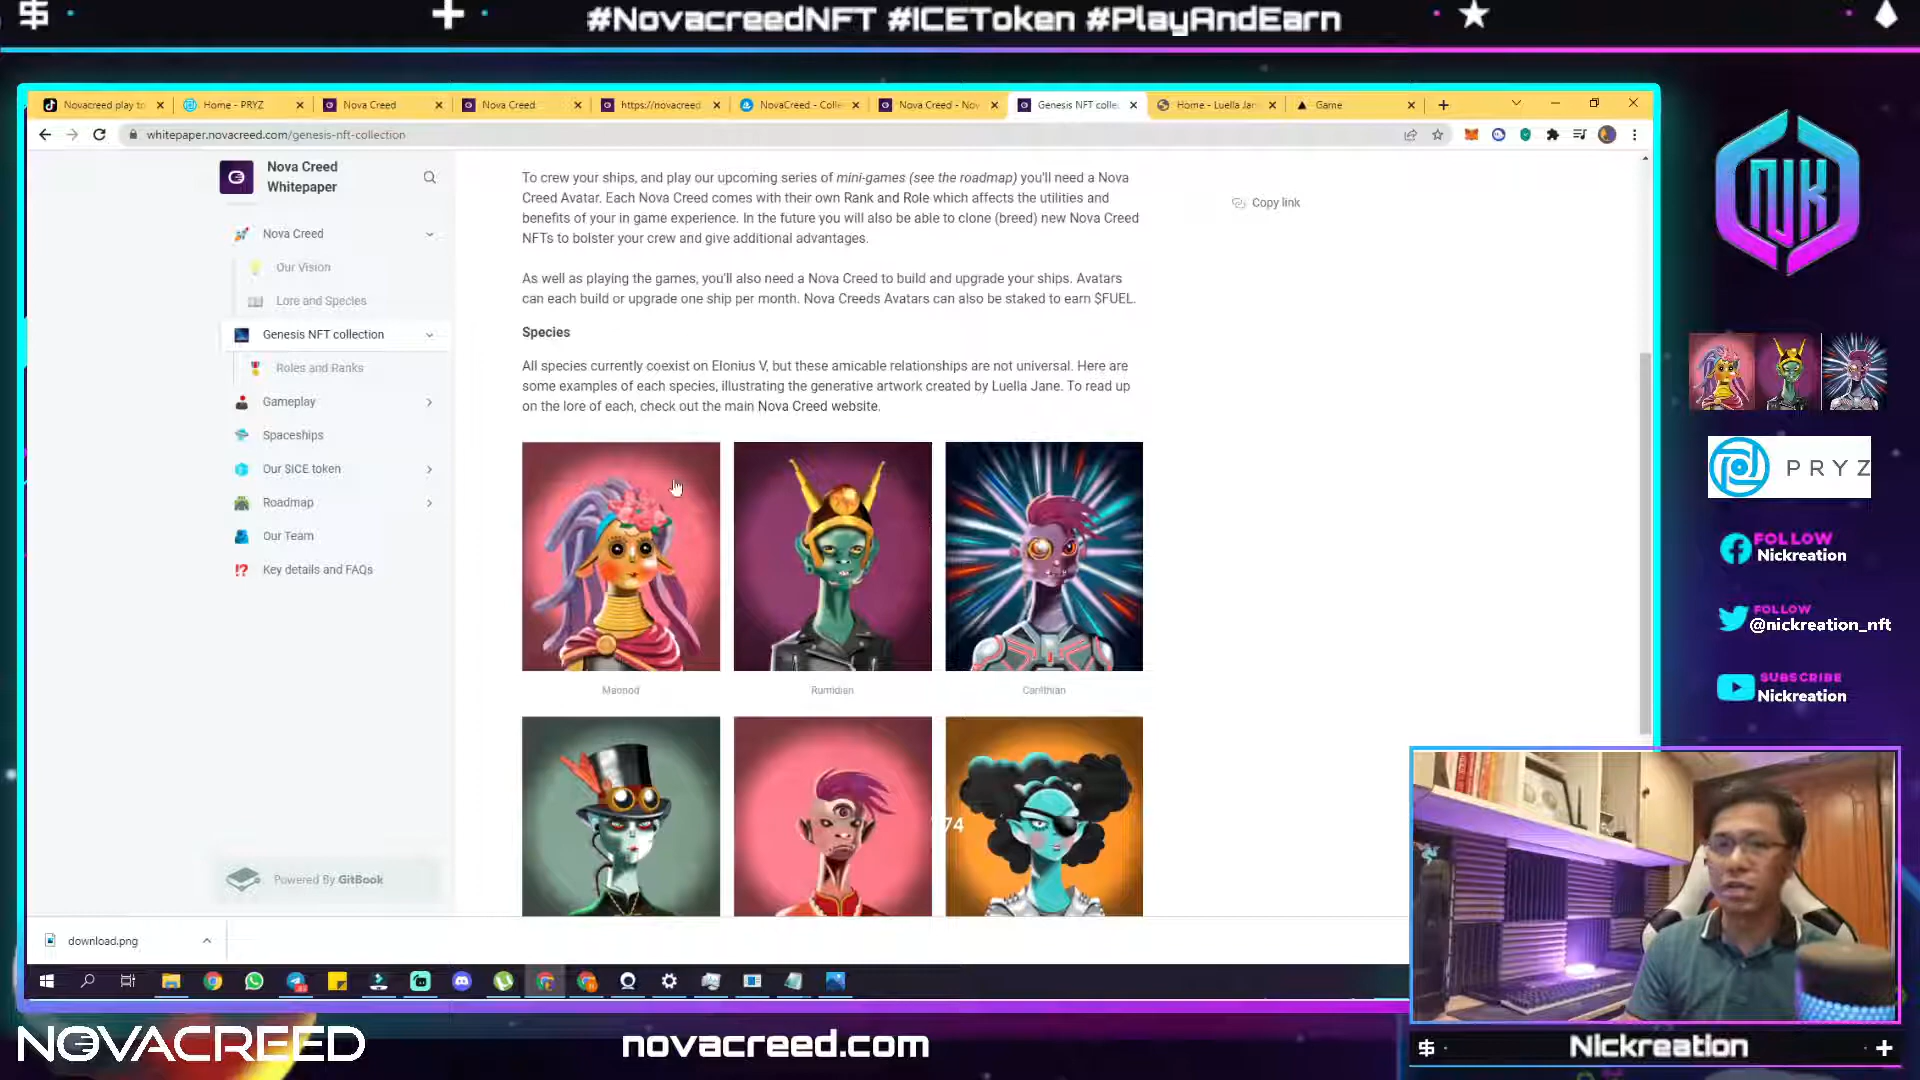 #NovacreedNFT #ICEToken #PlayAndEarn
Novacreed play to
Home - PRYZ
Nova Creed
Nova Creed
https://novacreed
NovaCreed - Colle
Nova Creed - Nov
Genesis NFT colle
Home - Luella Jan
Game
whitepaper.novacreed.com/genesis-nft-collection
Nova Creed
Whitepaper
Nova Creed
Our Vision
Lore and Species
Genesis NFT collection
Roles and Ranks
Gameplay
Spaceships
Our $ICE token
Roadmap
Our Team
Key details and FAQs
Powered By GitBook
To crew your ships, and play our upcoming series of mini-games (see the roadmap) you'll need a Nova
Creed Avatar. Each Nova Creed comes with their own Rank and Role which affects the utilities and
benefits of your in game experience. In the future you will also be able to clone (breed) new Nova Creed
NFTs to bolster your crew and give additional advantages.
As well as playing the games, you'll also need a Nova Creed to build and upgrade your ships. Avatars
can each build or upgrade one ship per month. Nova Creeds Avatars can also be staked to earn $FUEL.
Species
All species currently coexist on Elonius V, but these amicable relationships are not universal. Here are
some examples of each species, illustrating the generative artwork created by Luella Jane. To read up
on the lore of each, check out the main Nova Creed website.
Rumidian
74
Copy link
PRYZ
FOLLOW
Nickreation
FOLLOW
@nickreation_nft
SUBSCRIBE
Nickreation
download.png
NOVACREED
novacreed.com
Nickreation